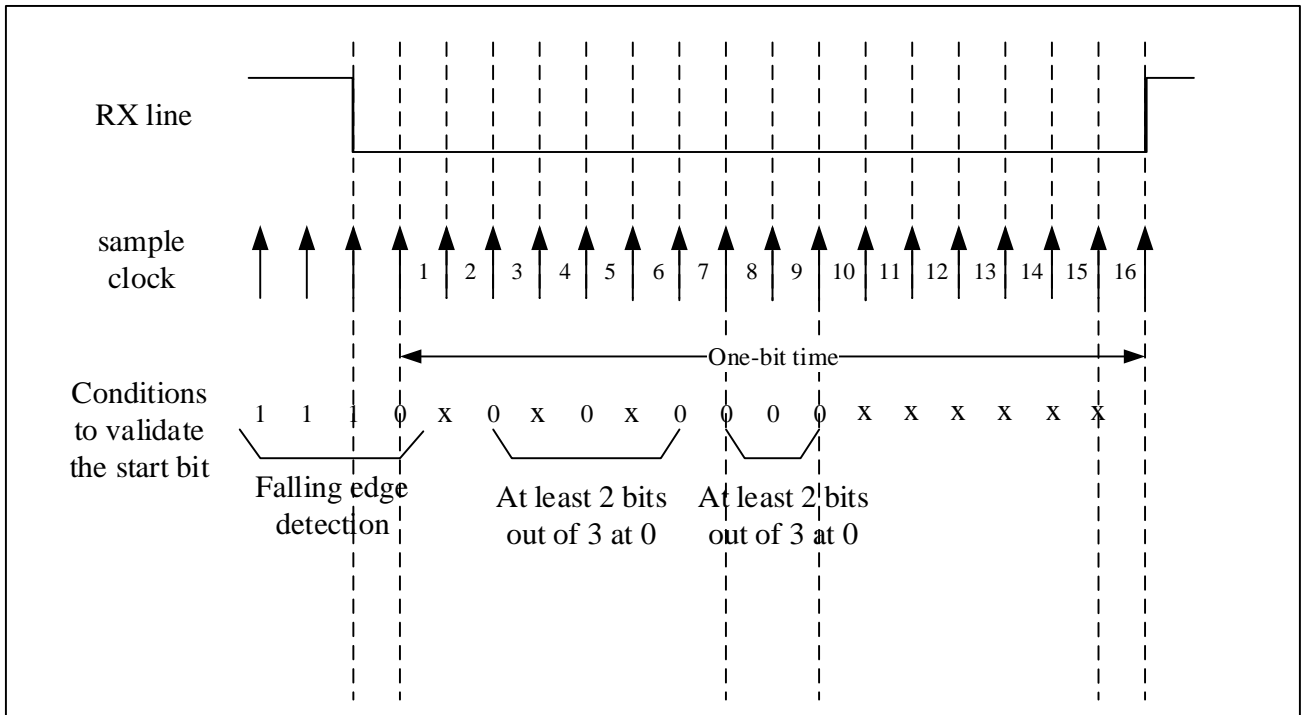 RX line
sample
clock
1 2 3 4 5 6 7 8 9 10 11 12 13 14 15 16
One-bit time
Conditions
to validate
the start bit
1 1 1 0 x 0 x 0 x 0 0 0 0 x x x x x x
Falling edge
detection
At least 2 bits
out of 3 at 0
At least 2 bits
out of 3 at 0